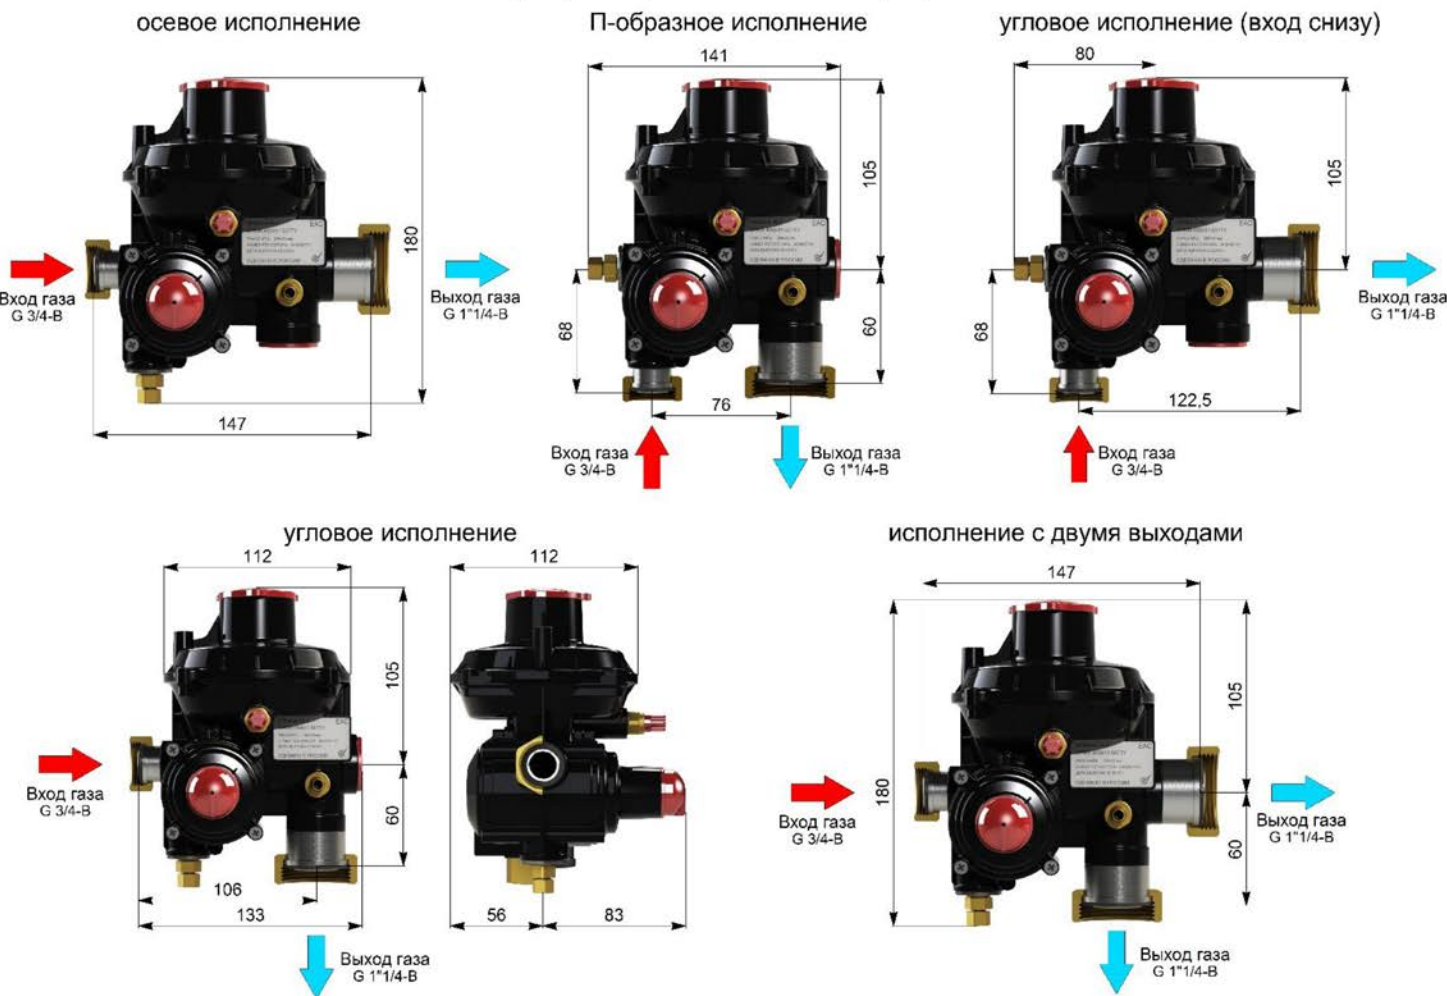 осевое исполнение
180
Вход газа
G 3/4-B
Выход газа
G 1"1/4-B
147
П-образное исполнение
141
105
68
60
76
Вход газа
G 3/4-B
Выход газа
G 1"1/4-B
угловое исполнение (вход снизу)
80
105
68
Выход газа
G 1"1/4-B
122,5
Вход газа
G 3/4-B
угловое исполнение
112
105
60
Вход газа
G 3/4-B
106
133
Выход газа
G 1"1/4-B
112
56
83
исполнение с двумя выходами
147
180
105
60
Вход газа
G 3/4-B
Выход газа
G 1"1/4-B
Выход газа
G 1"1/4-B